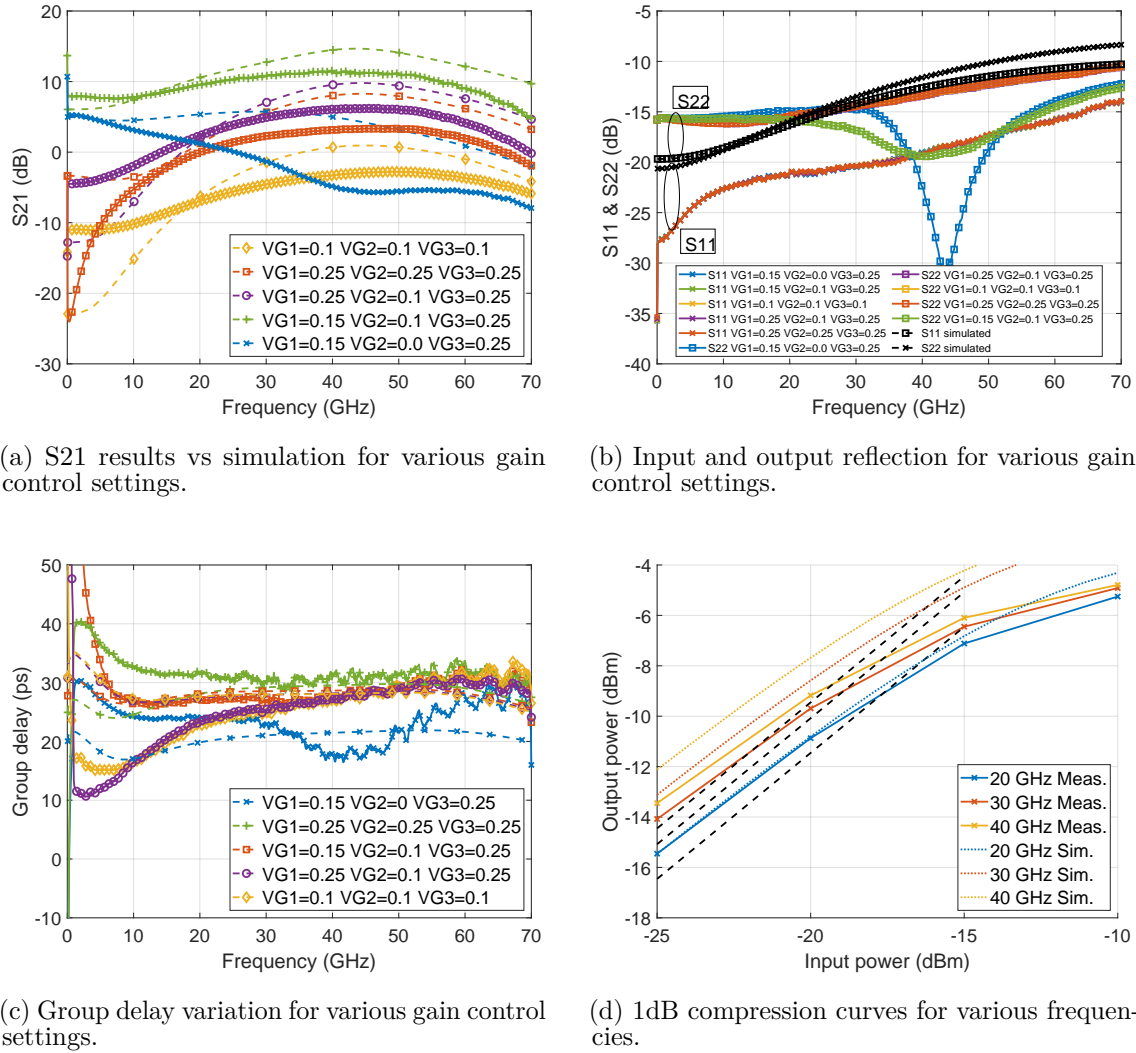 20
10
0
-10
-20
-30
S21 (dB)
0 10 20 30 40 50 60 70
Frequency (GHz)
VG1=0.1 VG2=0.1 VG3=0.1
VG1=0.25 VG2=0.25 VG3=0.25
VG1=0.25 VG2=0.1 VG3=0.25
VG1=0.15 VG2=0.1 VG3=0.25
VG1=0.15 VG2=0.0 VG3=0.25
(a) S21 results vs simulation for various gain
control settings.
-5
-10
-15
-20
-25
-30
-35
-40
S11 & S22 (dB)
S22
S11
S11 VG1=0.15 VG2=0.0 VG3=0.25
S11 VG1=0.15 VG2=0.1 VG3=0.25
S11 VG1=0.1 VG2=0.1 VG3=0.1
S11 VG1=0.25 VG2=0.1 VG3=0.25
S11 VG1=0.25 VG2=0.25 VG3=0.25
S22 VG1=0.15 VG2=0.0 VG3=0.25
S22 VG1=0.25 VG2=0.1 VG3=0.25
S22 VG1=0.1 VG2=0.1 VG3=0.1
S22 VG1=0.25 VG2=0.25 VG3=0.25
S22 VG1=0.15 VG2=0.1 VG3=0.25
S11 simulated
S22 simulated
0 10 20 30 40 50 60 70
Frequency (GHz)
(b) Input and output reflection for various gain
control settings.
50
40
30
20
10
0
-10
Group delay (ps)
VG1=0.15 VG2=0 VG3=0.25
VG1=0.25 VG2=0.25 VG3=0.25
VG1=0.15 VG2=0.1 VG3=0.25
VG1=0.25 VG2=0.1 VG3=0.25
VG1=0.1 VG2=0.1 VG3=0.1
0 10 20 30 40 50 60 70
Frequency (GHz)
(c) Group delay variation for various gain control
settings.
-4
-6
-8
-10
-12
-14
-16
-18
Output power (dBm)
20 GHz Meas.
30 GHz Meas.
40 GHz Meas.
20 GHz Sim.
30 GHz Sim.
40 GHz Sim.
-25 -20 -15 -10
Input power (dBm)
(d) 1dB compression curves for various frequen-
cies.